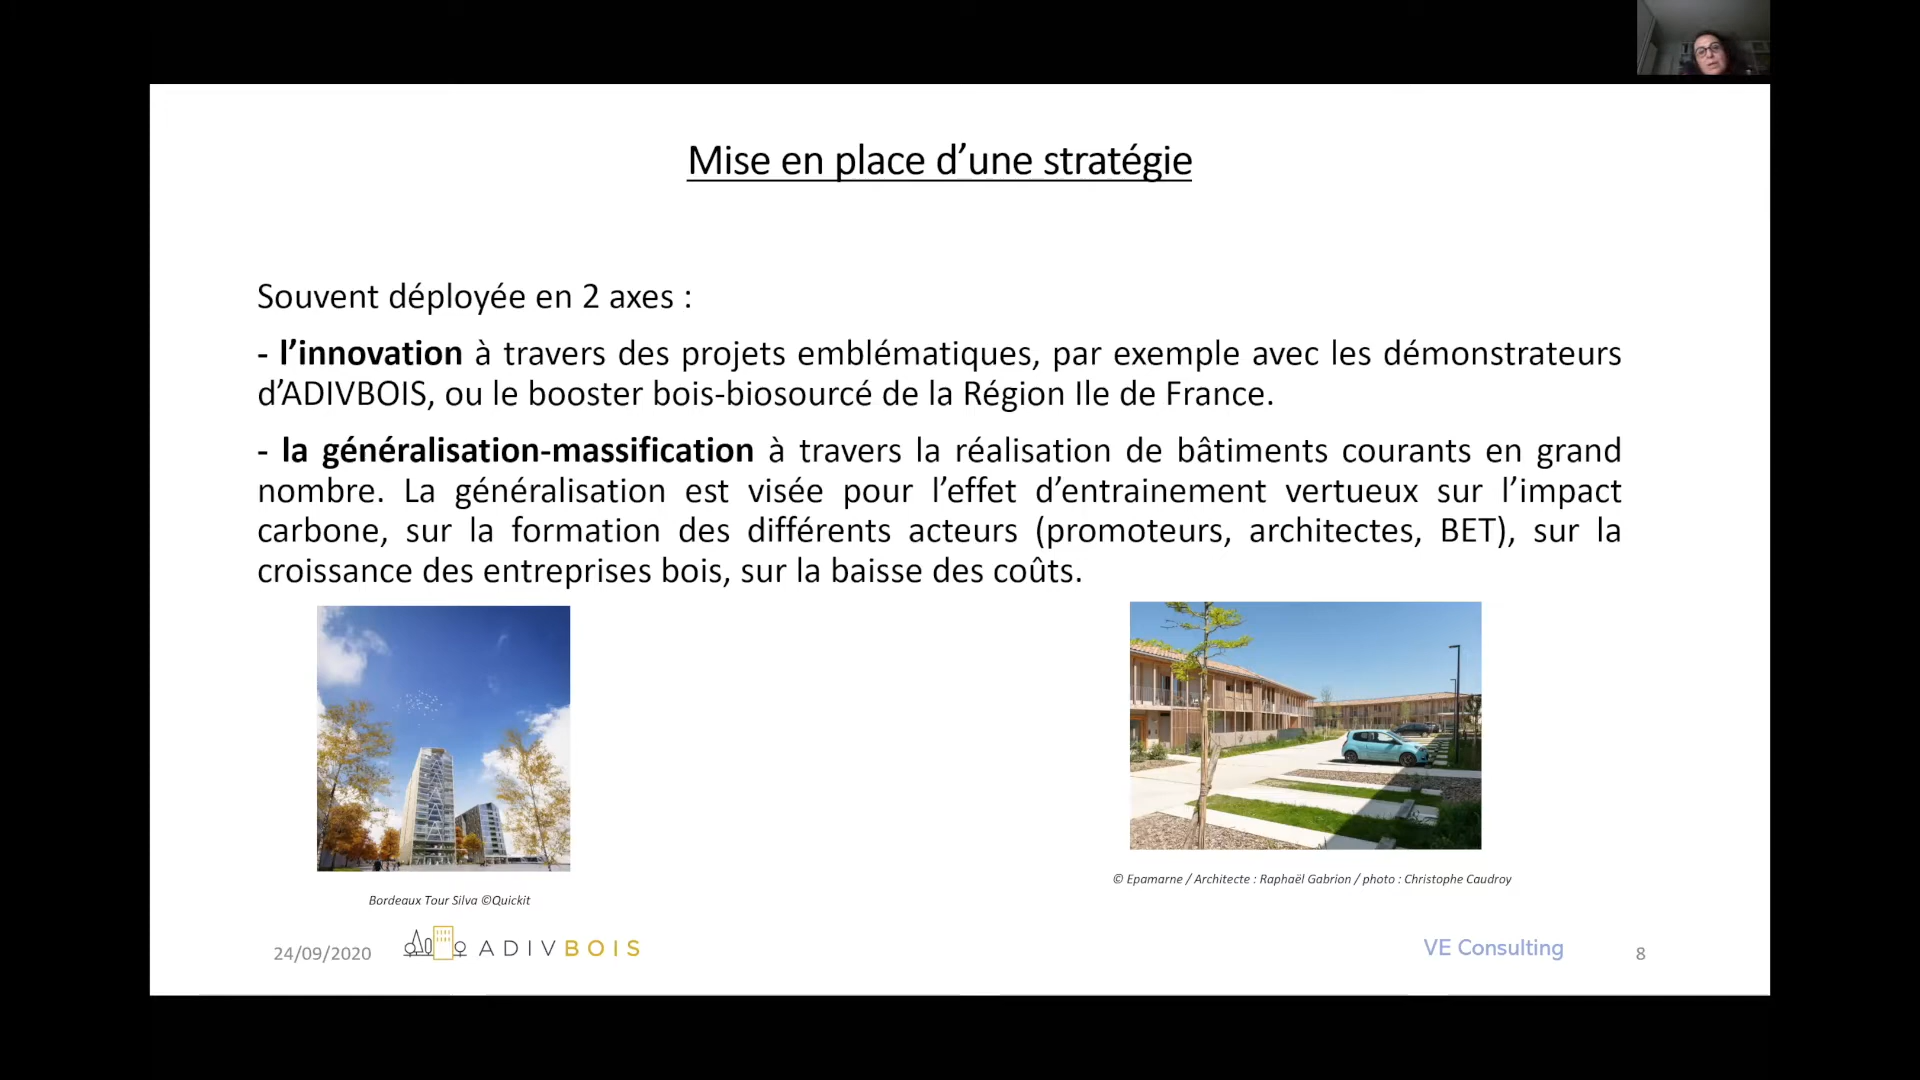 Mise en place d’une stratégie
Souvent déployée en 2 axes :
- l’innovation à travers des projets emblématiques, par exemple avec les démonstrateurs
d’ADIVBOIS, ou le booster bois-biosourcé de la Région Ile de France.
- la généralisation-massification à travers la réalisation de bâtiments courants en grand
nombre. La généralisation est visée pour l’effet d’entrainement vertueux sur l’impact
carbone, sur la formation des différents acteurs (promoteurs, architectes, BET), sur la
croissance des entreprises bois, sur la baisse des coûts.
Bordeaux Tour Silva ©Quickit
© Epamarne / Architecte : Raphaël Gabrion / photo : Christophe Caudroy
24/09/2020
ADIVBOIS
VE Consulting
8